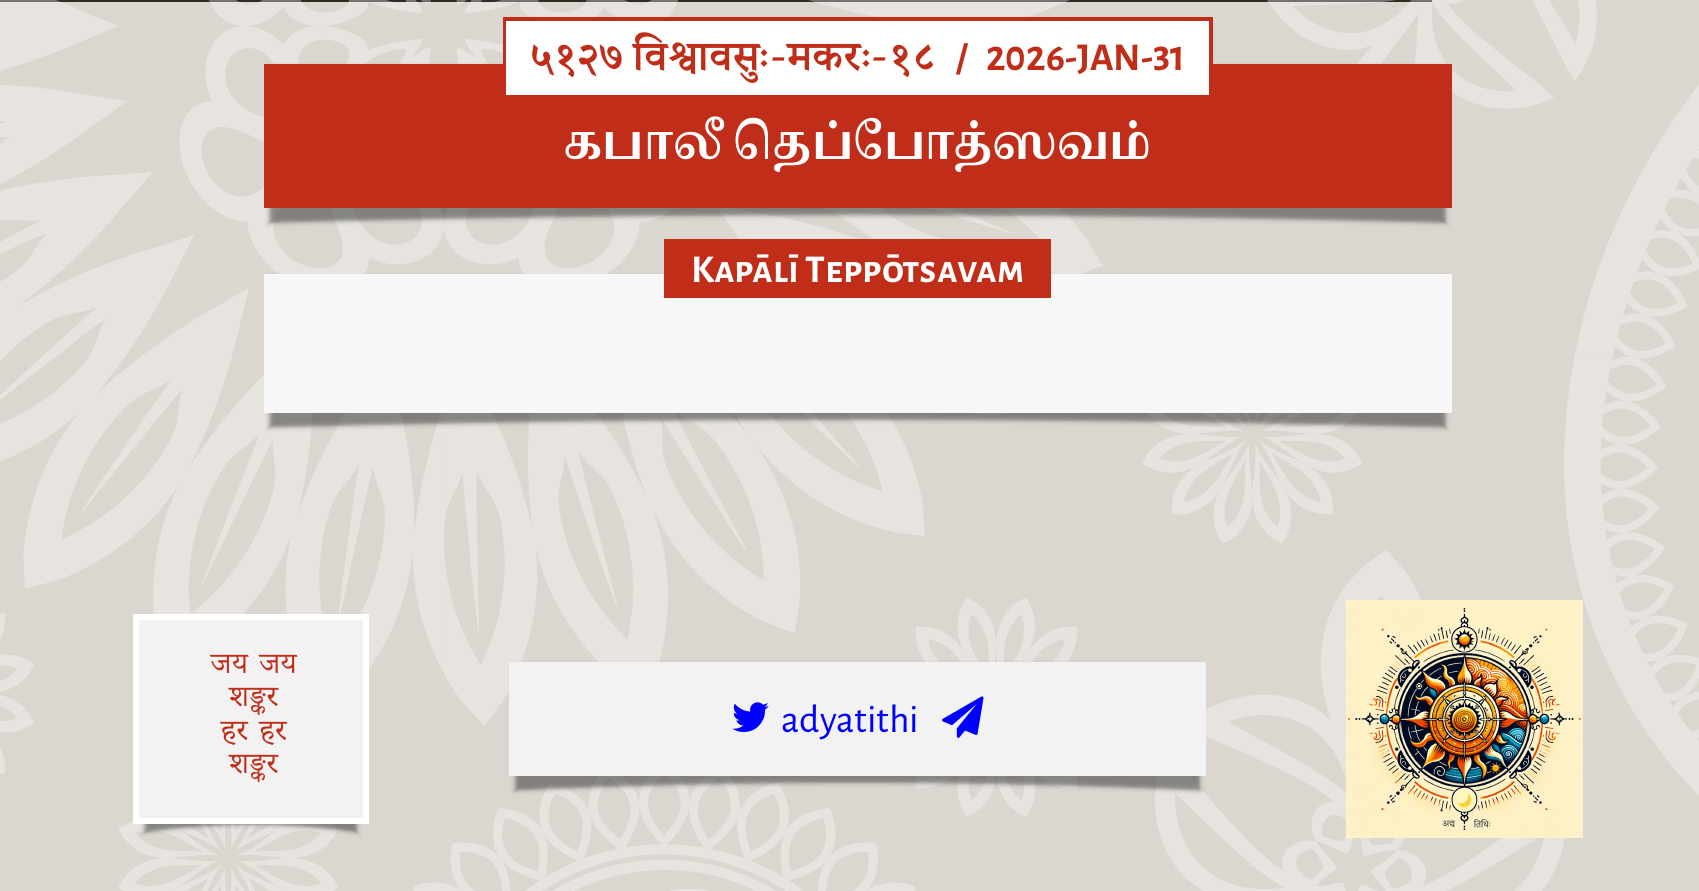 ५१२७ विश्वावसुः-मकरः-१८ / 2026-JAN-31
கபாலீ தெப்போத்ஸவம்
Kapālī Teppōtsavam
जय जय
शङ्कर
हर हर
शङ्कर
adyatithi
अद्य तिथिः